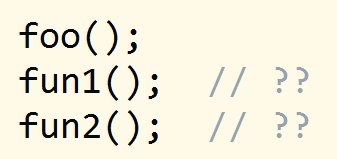 foo();
fun1();  // ??
fun2();  // ??